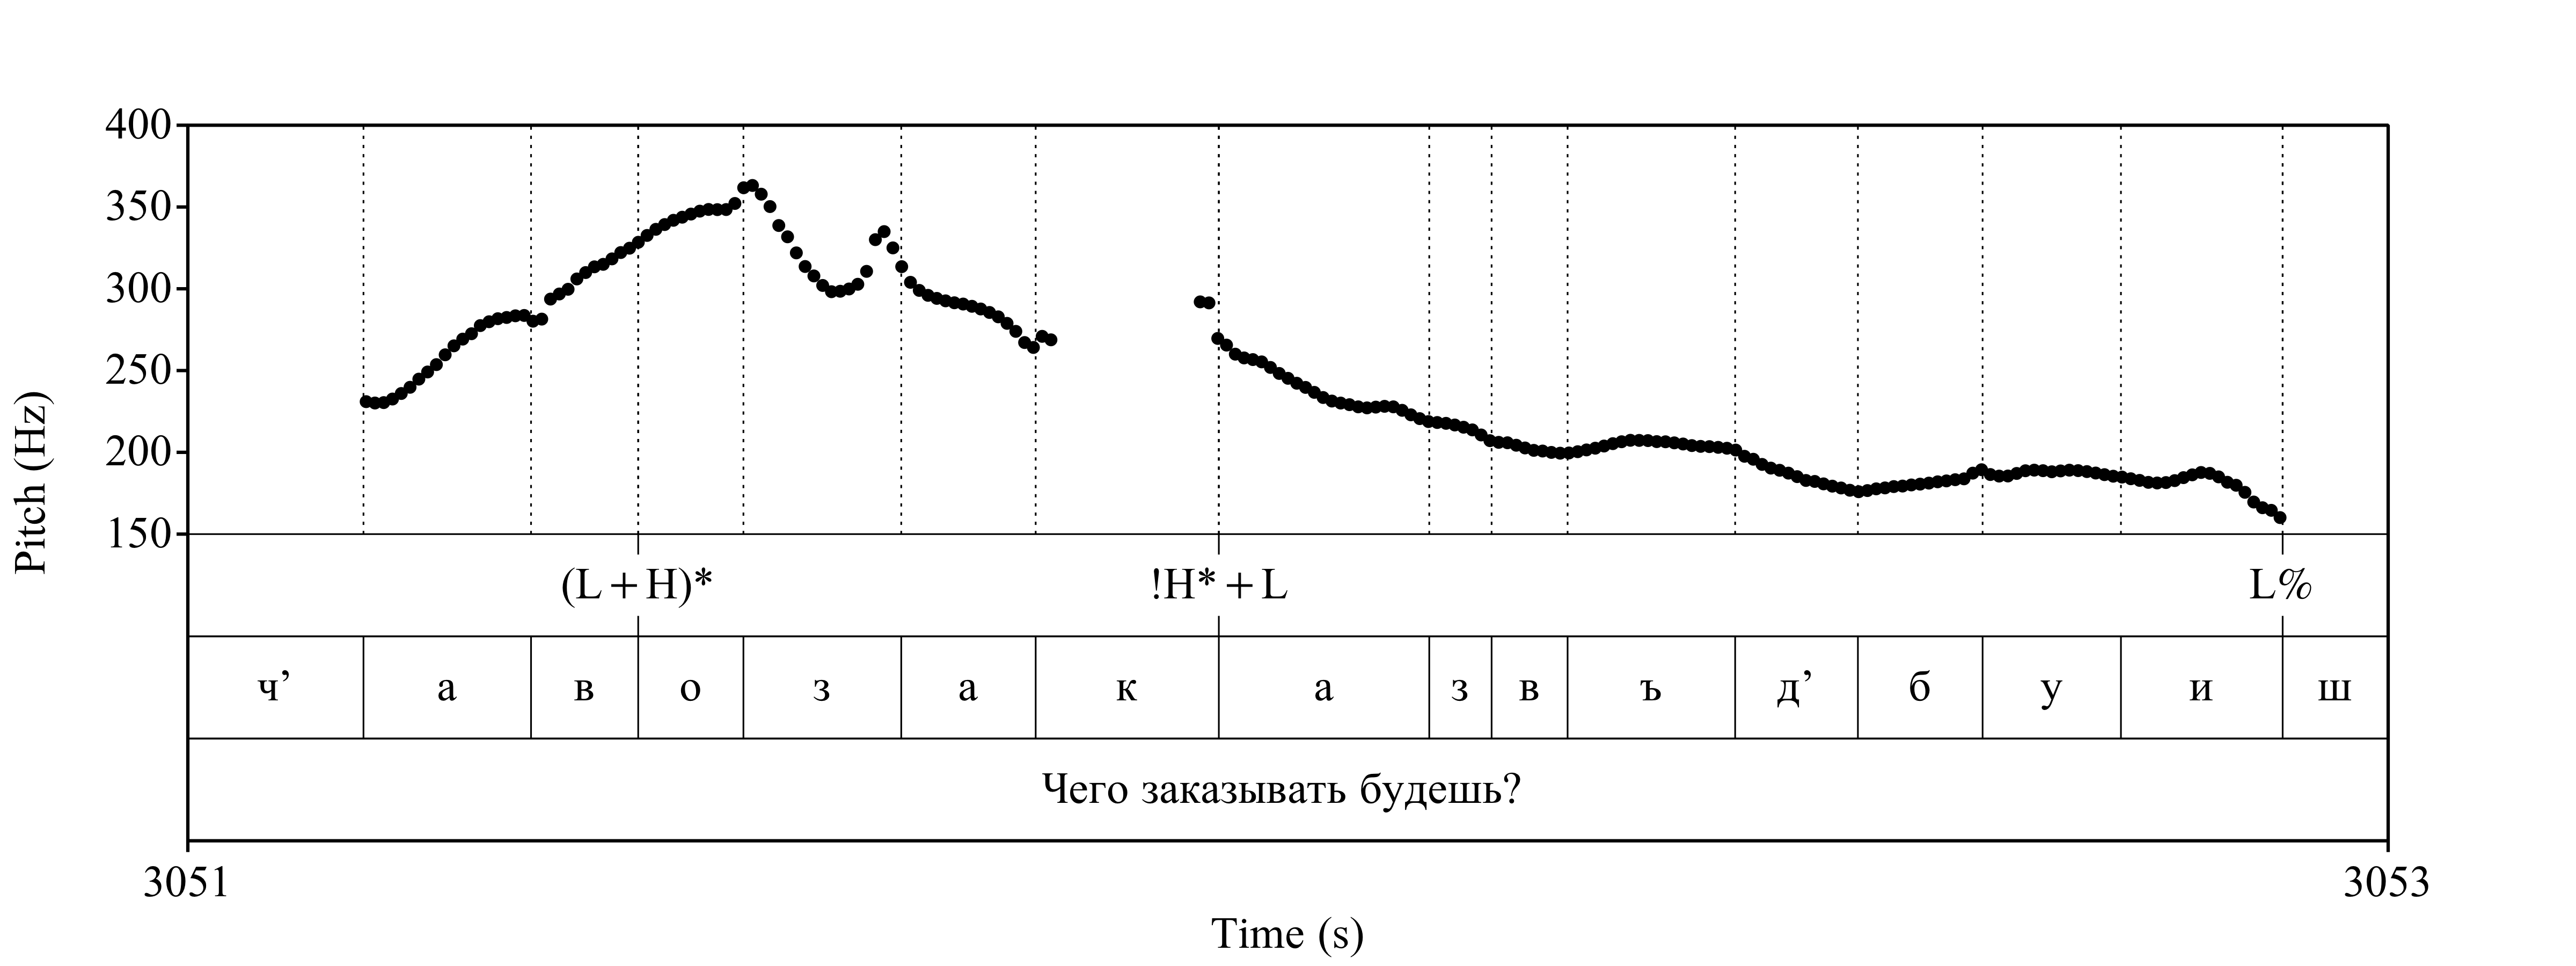 400
350
300
250
200
150
Pitch (Hz)
(L+H)* !H*+L L%
ч’ а в о з а к а з в ъ д’ б у и ш
Чего заказывать будешь?
3051 3053
Time (s)